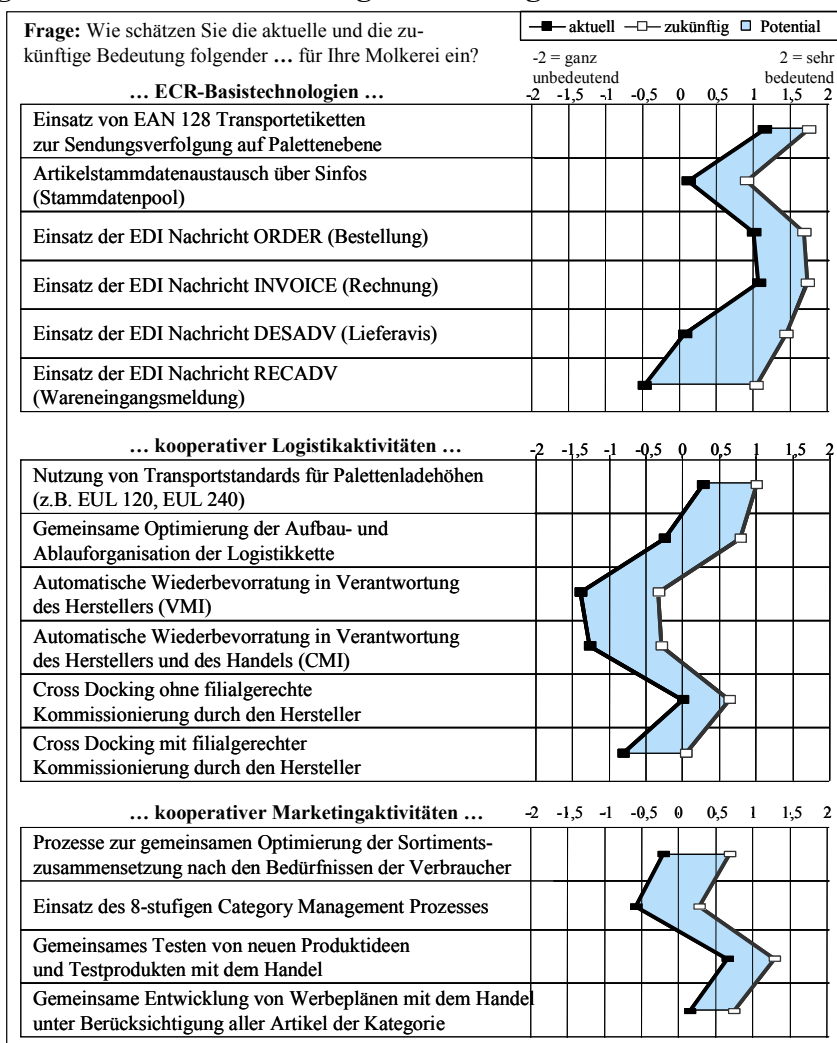 Frage: Wie schätzen Sie die aktuelle und die zu-
künftige Bedeutung folgender ... für Ihre Molkerei ein?
aktuell zukünftig Potential
-2 = ganz
unbedeutend
2 = sehr
bedeutend
... ECR-Basistechnologien ...
-2 -1,5 -1 -0,5 0 0,5 1 1,5 2
Einsatz von EAN 128 Transportetiketten
zur Sendungsverfolgung auf Palettenebene
Artikelstammdatenaustausch über Sinfos
(Stammdatenpool)
Einsatz der EDI Nachricht ORDER (Bestellung)
Einsatz der EDI Nachricht INVOICE (Rechnung)
Einsatz der EDI Nachricht DESADV (Lieferavis)
Einsatz der EDI Nachricht RECADV
(Wareneingangsmeldung)
... kooperativer Logistikaktivitäten ...
-2 -1,5 -1 -0,5 0 0,5 1 1,5 2
Nutzung von Transportstandards für Palettenladehöhen
(z.B. EUL 120, EUL 240)
Gemeinsame Optimierung der Aufbau- und
Ablauforganisation der Logistikkette
Automatische Wiederbevorratung in Verantwortung
des Herstellers (VMI)
Automatische Wiederbevorratung in Verantwortung
des Herstellers und des Handels (CMI)
Cross Docking ohne filialgerechte
Kommissionierung durch den Hersteller
Cross Docking mit filialgerechter
Kommissionierung durch den Hersteller
... kooperativer Marketingaktivitäten ...
-2 -1,5 -1 -0,5 0 0,5 1 1,5 2
Prozesse zur gemeinsamen Optimierung der Sortiments-
zusammensetzung nach den Bedürfnissen der Verbraucher
Einsatz des 8-stufigen Category Management Prozesses
Gemeinsames Testen von neuen Produktideen
und Testprodukten mit dem Handel
Gemeinsame Entwicklung von Werbeplänen mit dem Handel
unter Berücksichtigung aller Artikel der Kategorie